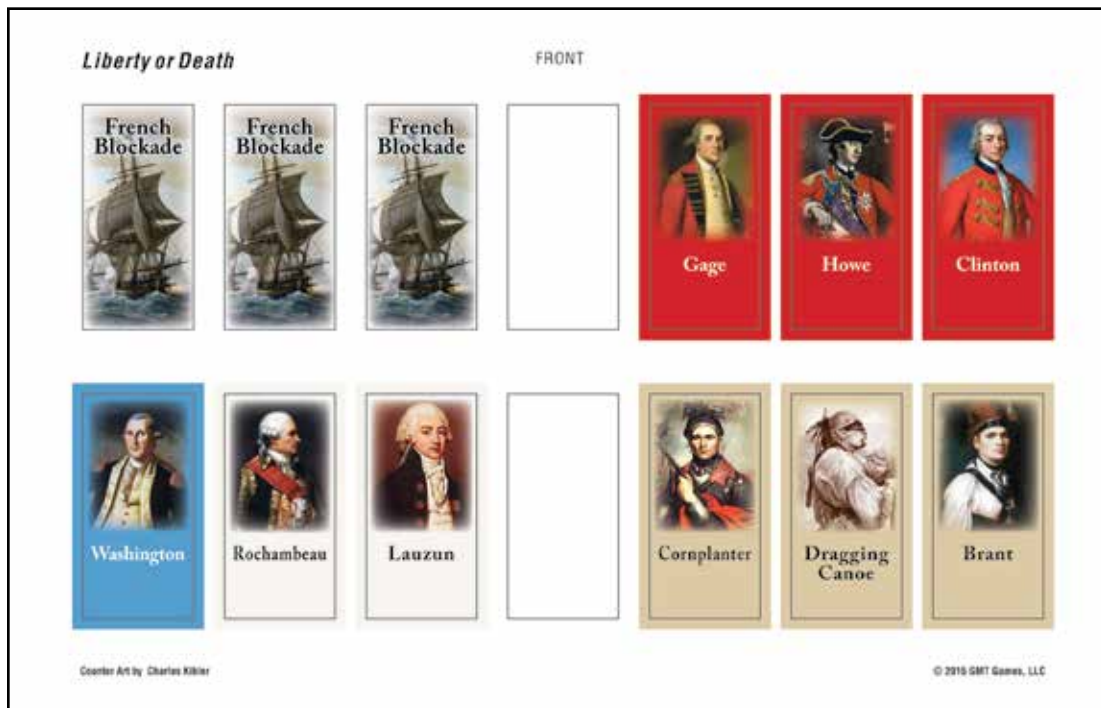 Liberty or Death
FRONT
French
Blockade
French
Blockade
French
Blockade
Gage
Howe
Clinton
Washington
Rochambeau
Lauzun
Cornplanter
Dragging
Canoe
Brant
Counter Art by Charles Kibler
© 2015 GMT Games, LLC